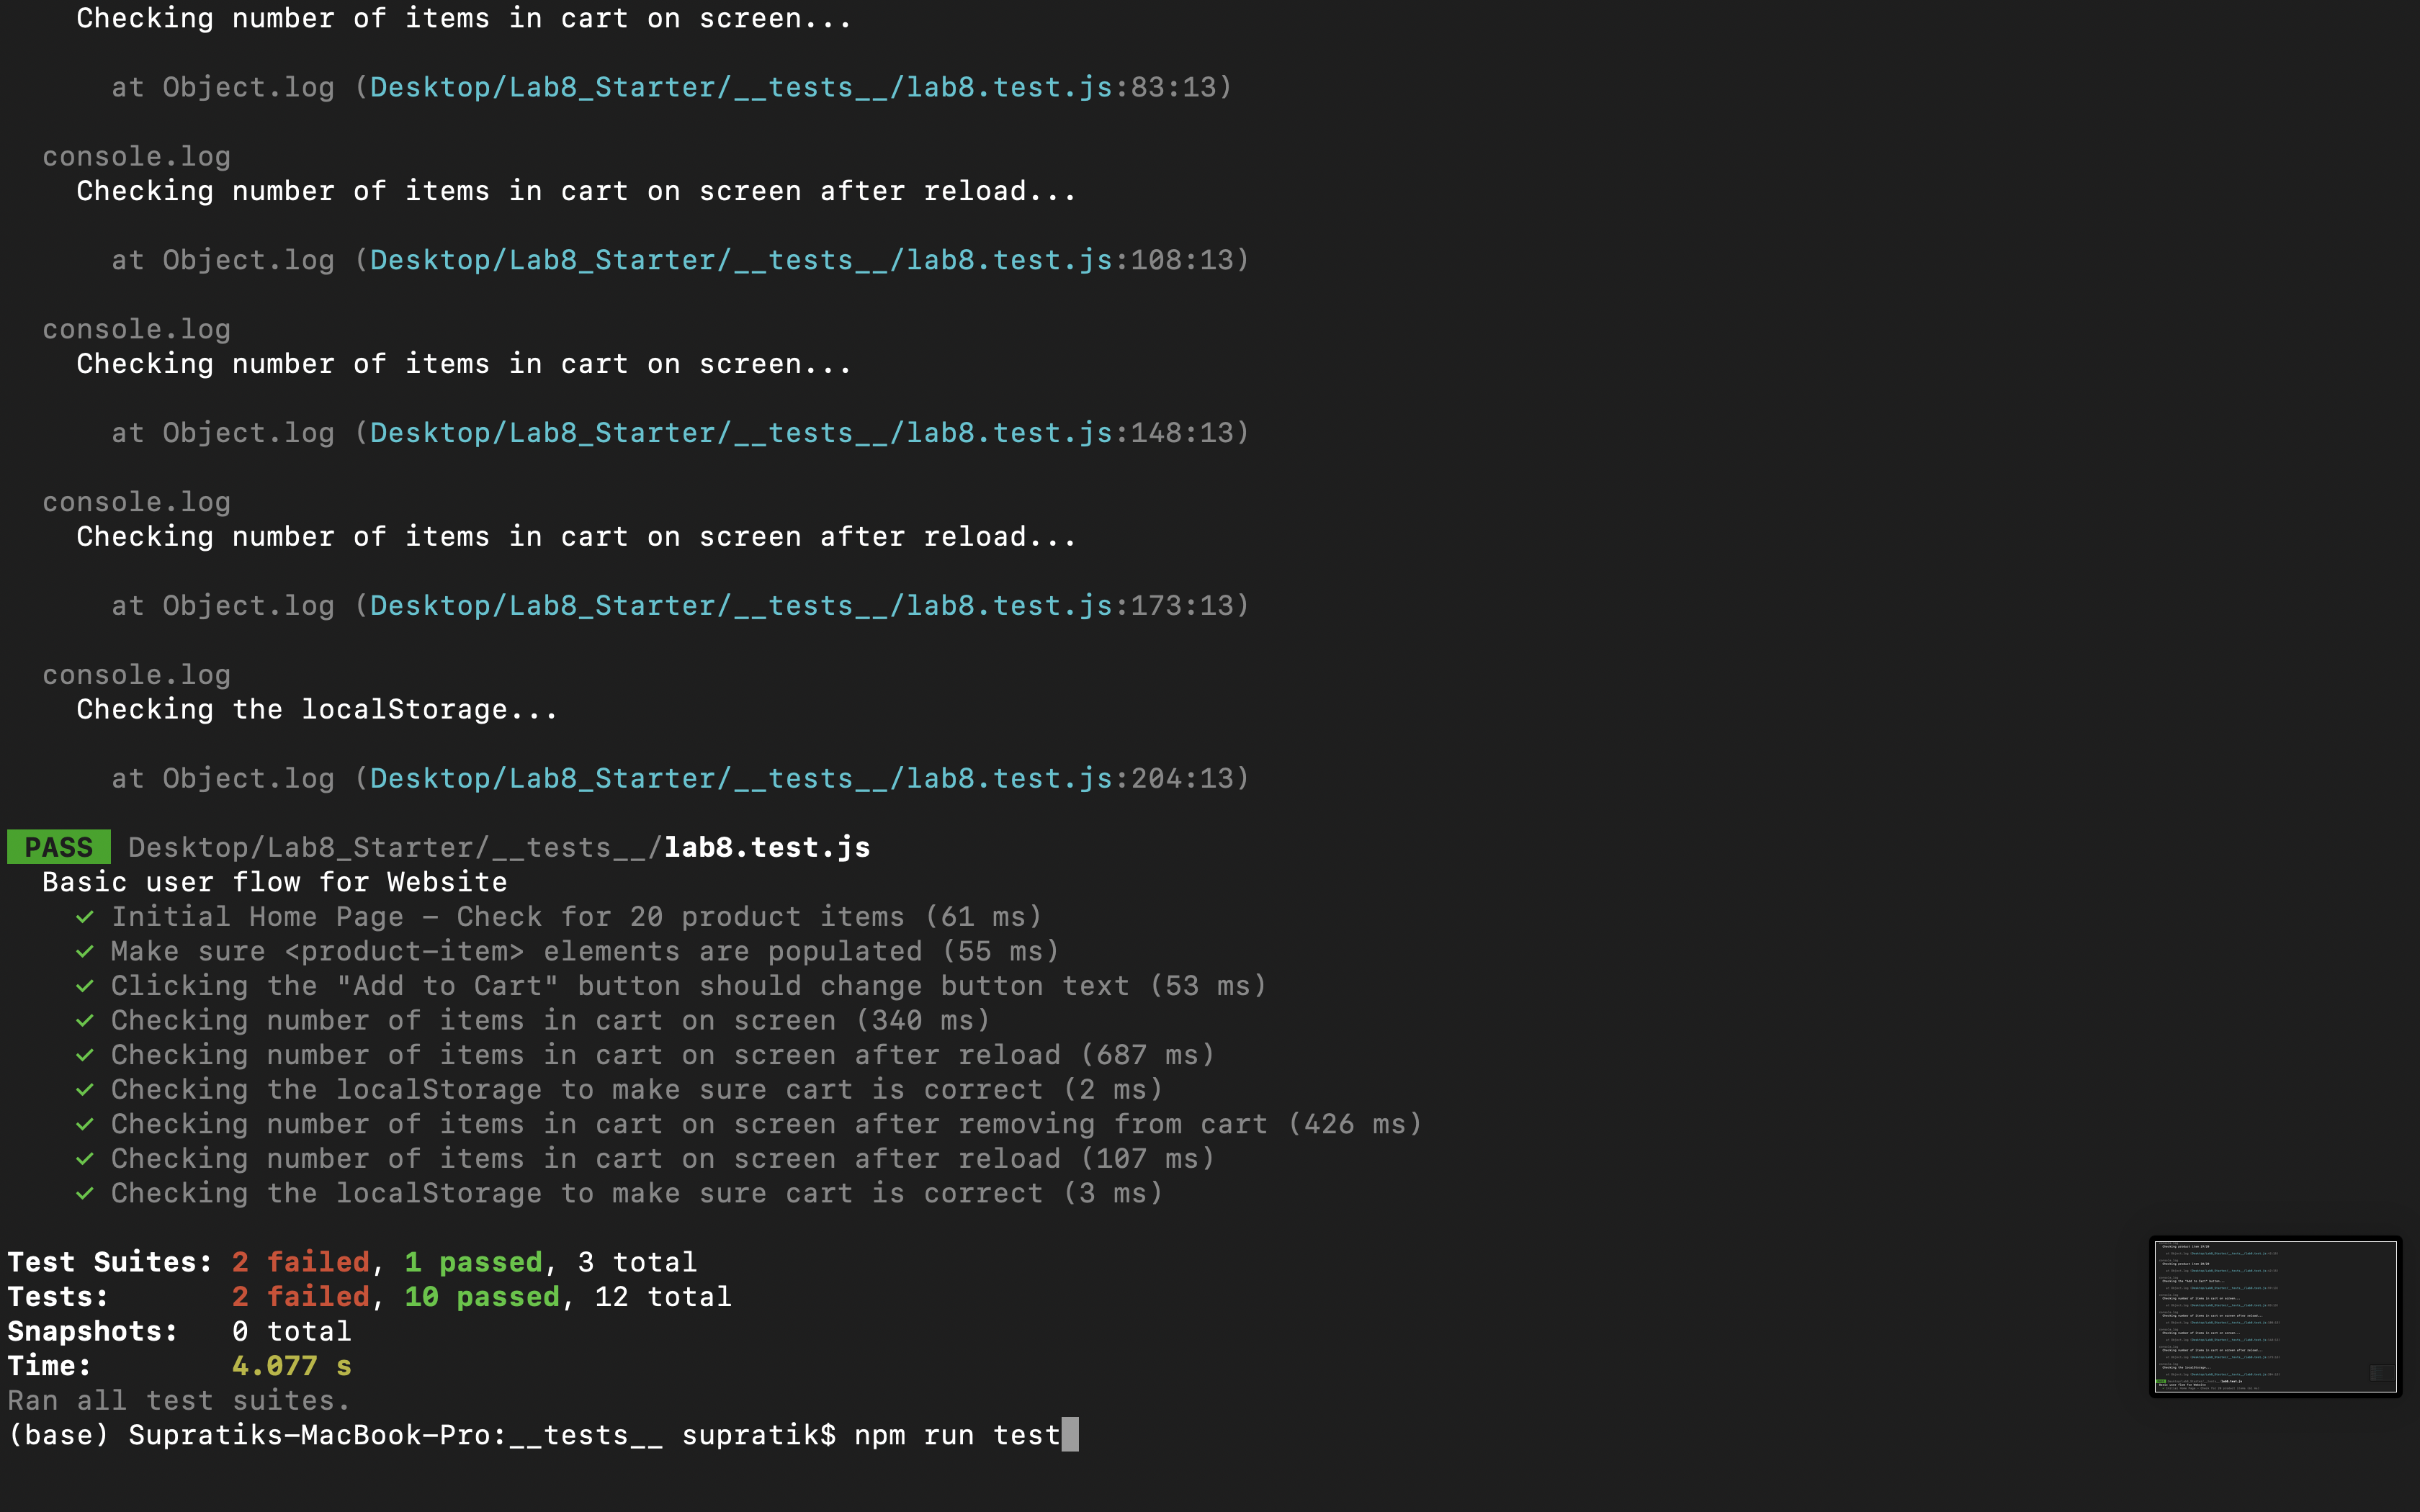 Checking number of items in cart on screen...
at Object.log (Desktop/Lab8_Starter/__tests__/lab8.test.js:83:13)
console.log
Checking number of items in cart on screen after reload...
at Object.log (Desktop/Lab8_Starter/__tests__/lab8.test.js:108:13)
console.log
Checking number of items in cart on screen...
at Object.log (Desktop/Lab8_Starter/__tests__/lab8.test.js:148:13)
console.log
Checking number of items in cart on screen after reload...
at Object.log (Desktop/Lab8_Starter/__tests__/lab8.test.js:173:13)
console.log
Checking the localStorage...
at Object.log (Desktop/Lab8_Starter/__tests__/lab8.test.js:204:13)
PASS Desktop/Lab8_Starter/__tests__/lab8.test.js
Basic user flow for Website
✓ Initial Home Page – Check for 20 product items (61 ms)
✓ Make sure <product-item> elements are populated (55 ms)
✓ Clicking the "Add to Cart" button should change button text (53 ms)
✓ Checking number of items in cart on screen (340 ms)
✓ Checking number of items in cart on screen after reload (687 ms)
✓ Checking the localStorage to make sure cart is correct (2 ms)
✓ Checking number of items in cart on screen after removing from cart (426 ms)
✓ Checking number of items in cart on screen after reload (107 ms)
✓ Checking the localStorage to make sure cart is correct (3 ms)
Test Suites: 2 failed, 1 passed, 3 total
Tests: 2 failed, 10 passed, 12 total
Snapshots: 0 total
Time: 4.077 s
Ran all test suites.
(base) Supratiks-MacBook-Pro:__tests__ supratik$ npm run test